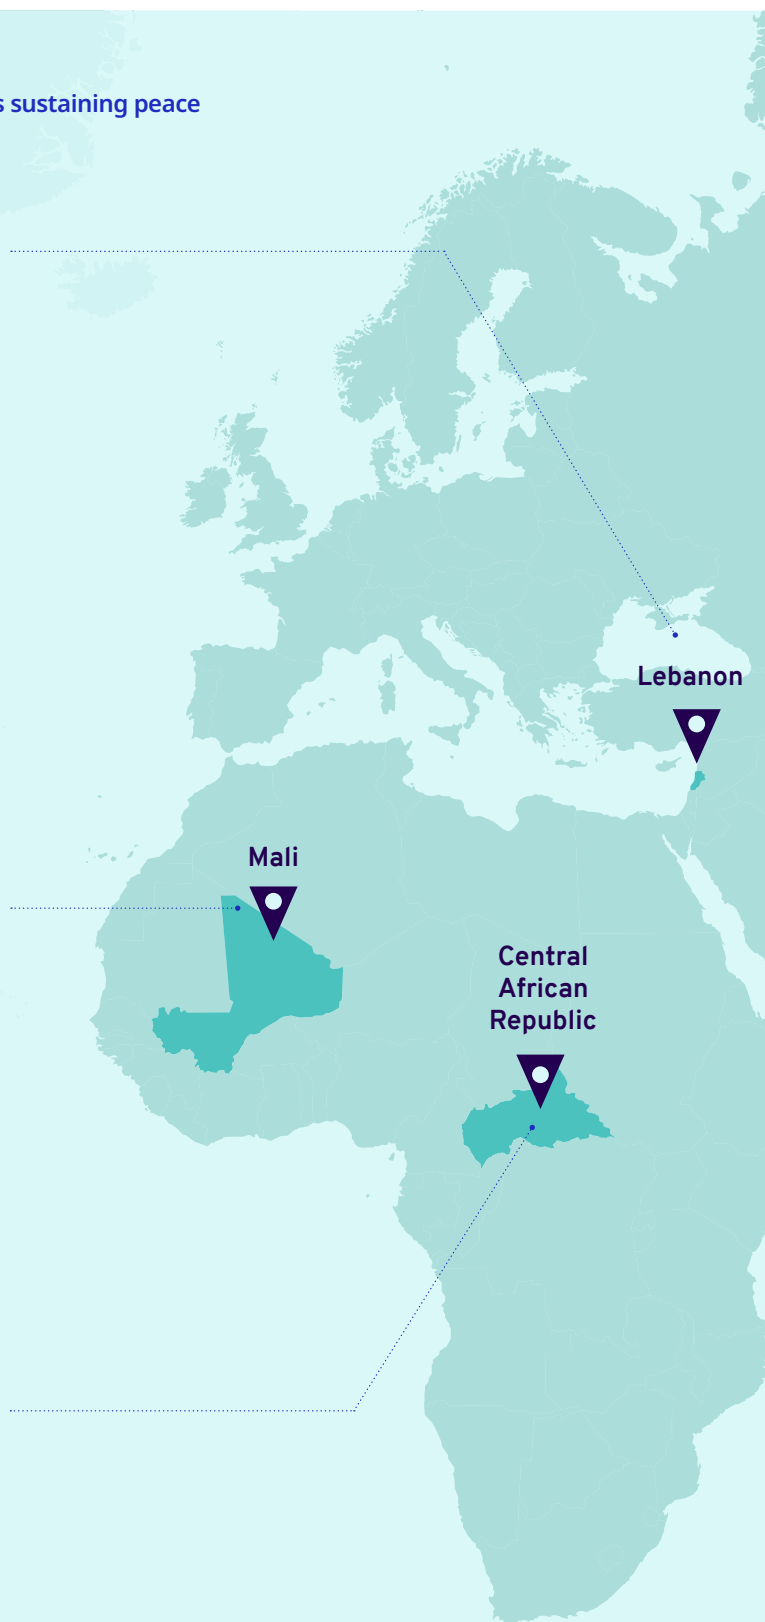 s sustaining peace
Lebanon
Mali
Central
African
Republic